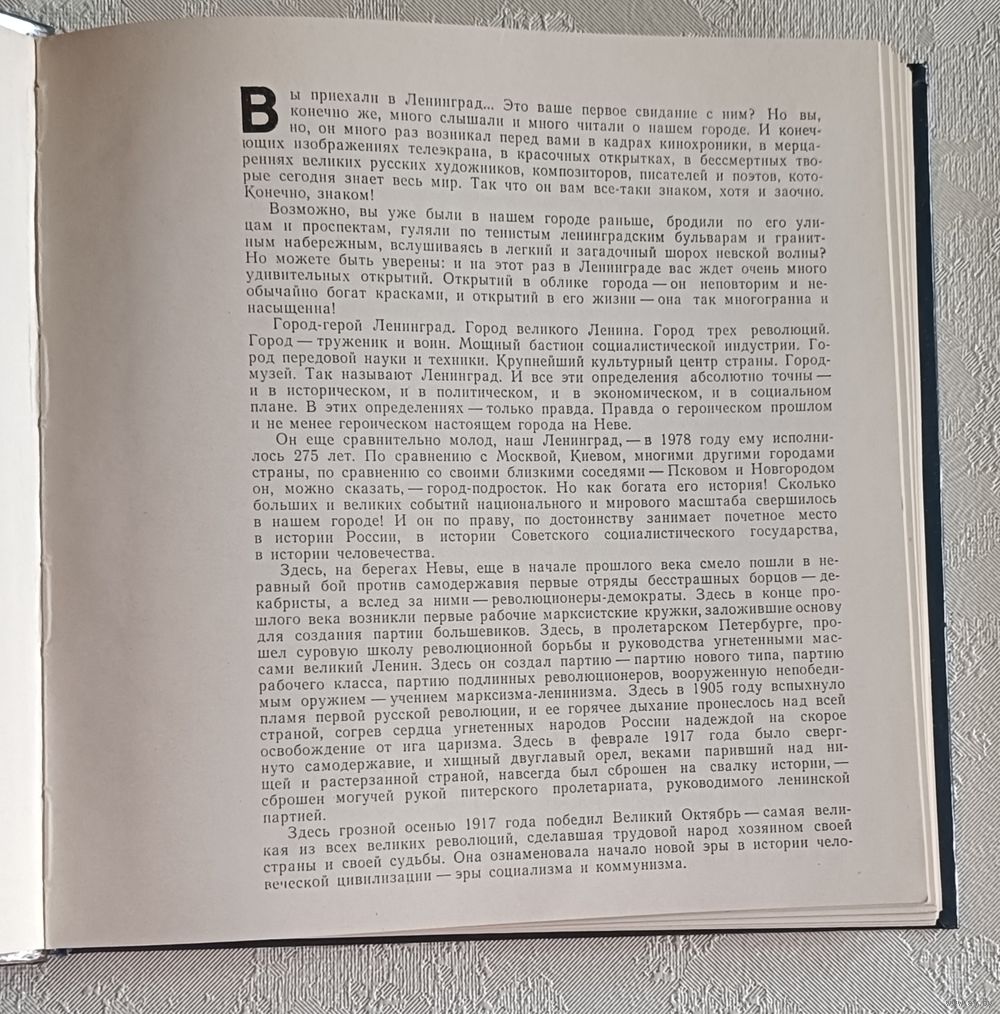 Вы приехали в Ленинград... Это ваше первое свидание с ним? Но вы,
конечно же, много слышали и много читали о нашем городе. И конеч-
но, он много раз возникал перед вами в кадрах кинохроники, в мерца-
ющих изображениях телеэкрана, в красочных открытках, в бессмертных тво-
рениях великих русских художников, композиторов, писателей и поэтов, кото-
рые сегодня знает весь мир. Так что он вам все-таки знаком, хотя и заочно.
Конечно, знаком!
Возможно, вы уже были в нашем городе раньше, бродили по его ули-
цам и проспектам, гуляли по тенистым ленинградским бульварам и гранит-
ным набережным, вслушиваясь в легкий и загадочный шорох невской волны?
Но можете быть уверены: и на этот раз в Ленинграде вас ждет очень много
удивительных открытий. Открытий в облике города — он неповторим и не-
обычайно богат красками, и открытий в его жизни — она так многогранна и
насыщенна!
Город-герой Ленинград. Город великого Ленина. Город трех революций.
Город — труженик и воин. Мощный бастион социалистической индустрии. Го-
род передовой науки и техники. Крупнейший культурный центр страны. Город-
музей. Так называют Ленинград. И все эти определения абсолютно точны —
и в историческом, и в политическом, и в экономическом, и в социальном
плане. В этих определениях — только правда. Правда о героическом прошлом
и не менее героическом настоящем города на Неве.
Он еще сравнительно молод, наш Ленинград, — в 1978 году ему исполни-
лось 275 лет. По сравнению с Москвой, Киевом, многими другими городами
страны, по сравнению со своими близкими соседями — Псковом и Новгородом
он, можно сказать, — город-подросток. Но как богата его история! Сколько
больших и великих событий национального и мирового масштаба свершилось
в нашем городе! И он по праву, по достоинству занимает почетное место
в истории России, в истории Советского социалистического государства,
в истории человечества.
Здесь, на берегах Невы, еще в начале прошлого века смело пошли в не-
равный бой против самодержавия первые отряды бесстрашных борцов — де-
кабристы, а вслед за ними — революционеры-демократы. Здесь в конце про-
шлого века возникли первые рабочие марксистские кружки, заложившие основу
для создания партии большевиков. Здесь, в пролетарском Петербурге, про-
шел суровую школу революционной борьбы и руководства угнетенными мас-
сами великий Ленин. Здесь он создал партию — партию нового типа, партию
рабочего класса, партию подлинных революционеров, вооруженную непобеди-
мым оружием — учением марксизма-ленинизма. Здесь в 1905 году вспыхнуло
пламя первой русской революции, и ее горячее дыхание пронеслось над всей
страной, согрев сердца угнетенных народов России надеждой на скорое
освобождение от ига царизма. Здесь в феврале 1917 года было сверг-
нуто самодержавие, и хищный двуглавый орел, веками паривший над ни-
щей и растерзанной страной, навсегда был сброшен на свалку истории, —
сброшен могучей рукой питерского пролетариата, руководимого ленинской
партией.
Здесь грозной осенью 1917 года победил Великий Октябрь — самая вели-
кая из всех великих революций, сделавшая трудовой народ хозяином своей
страны и своей судьбы. Она ознаменовала начало новой эры в истории чело-
веческой цивилизации — эры социализма и коммунизма.